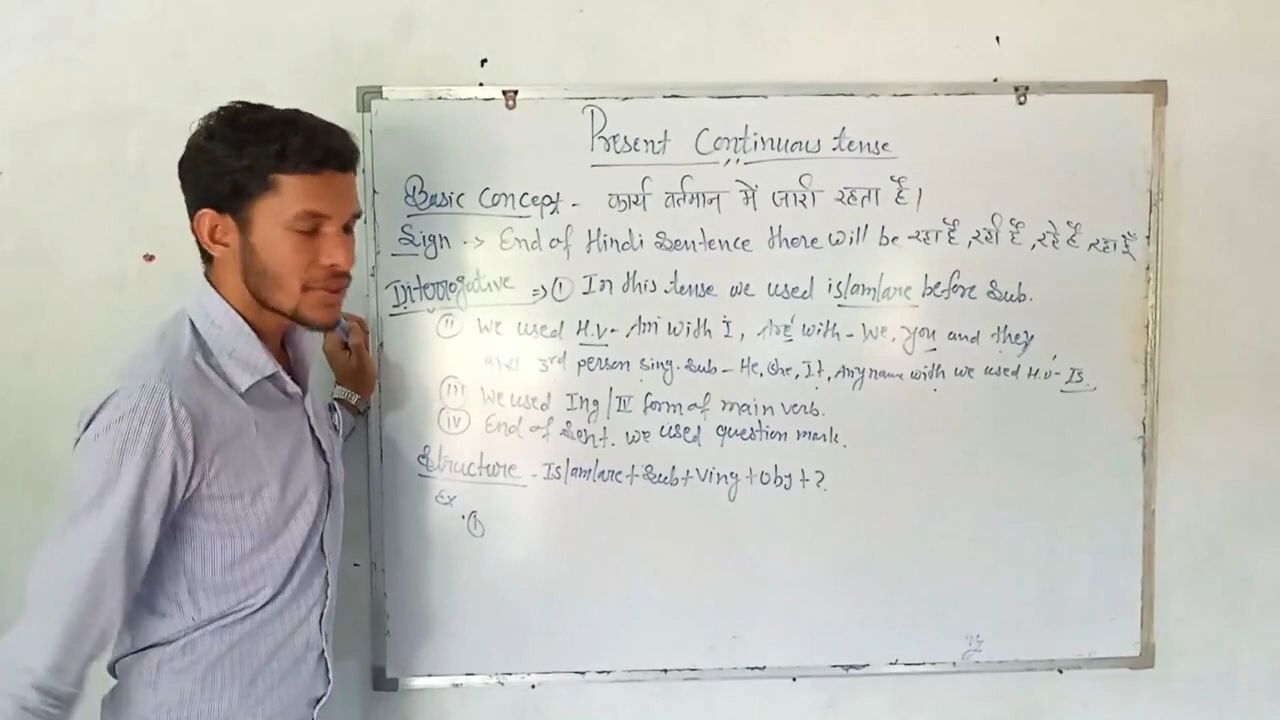 Present Continuous tense
Basic Concept - कार्य वर्तमान में जारी रहता है।
Sign -> End of Hindi Sentence there will be रहा है, रही है, रहे हैं, रहा हूँ
Interrogative => ① In this tense we used is/am/are before Sub.
(ii) We used H.V- Am with I, Are with - We, you and they
and 3rd person Sing. Sub - He, She, It, Any name with we used H.V- Is.
(iii) We used Ing/IV form of main verb.
(iv) End of Sent. we used question mark.
Structure - Is/am/are + Sub + Ving + Obj + ?
Ex
①